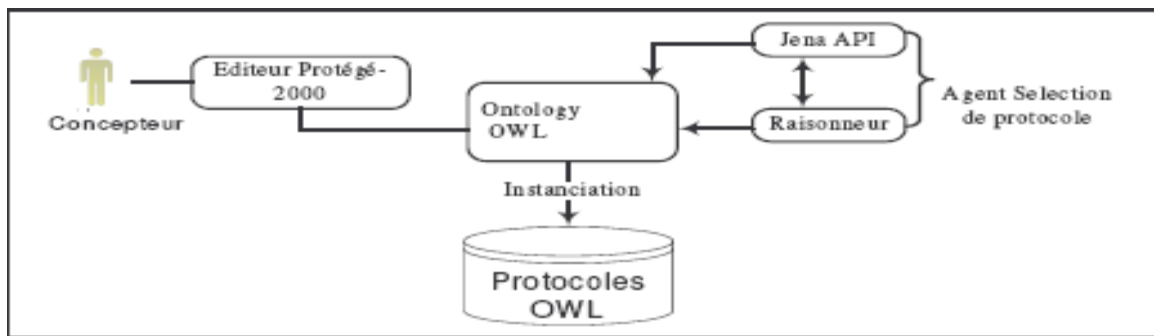 Concepteur
Editeur Protégé-
2000
Ontology
OWL
Jena API
Raisonneur
Agent Selection
de protocole
Instanciation
Protocoles
OWL